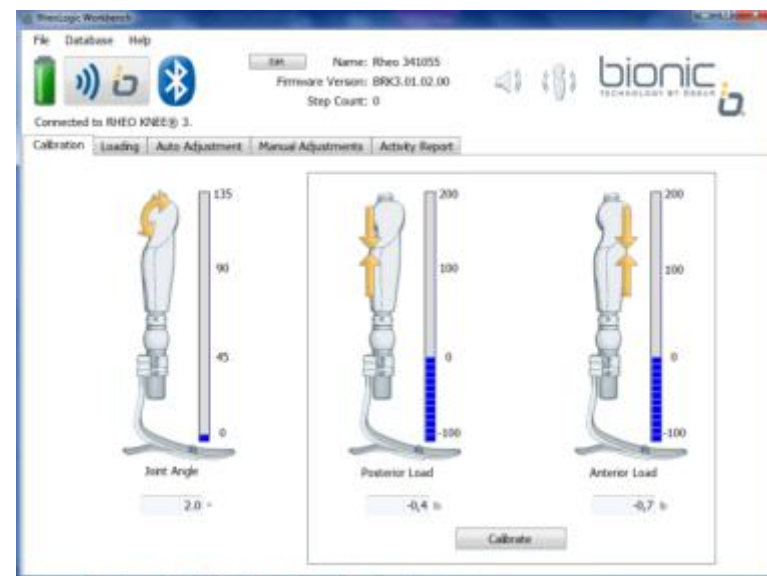 RheoLogic Workbench
File Database Help
Edit Name: Rheo 341055
Firmware Version: BRK3.01.02.00
Step Count: 0
bionic
TECHNOLOGY BY ÖSSUR
Connected to RHEO KNEE® 3.
Calibration Loading Auto Adjustment Manual Adjustments Activity Report
135 200 200
90 100 100
45 0 0
0 -100 -100
Joint Angle Posterior Load Anterior Load
2.0 ° -0,4 lb -0,7 lb
Calibrate